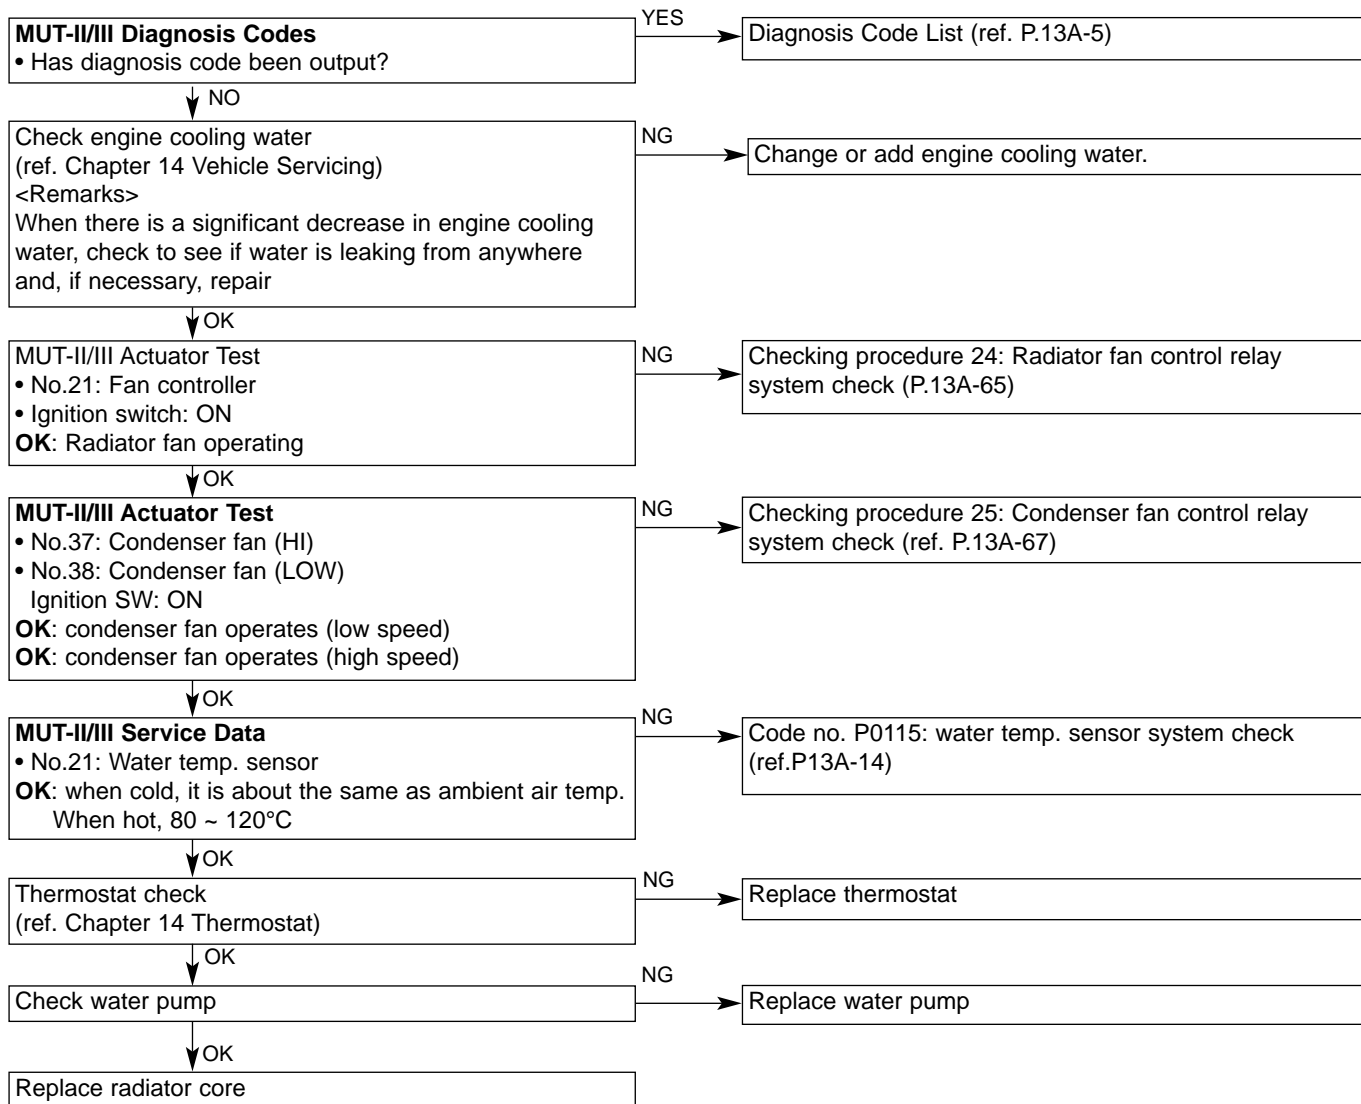 MUT-II/III Diagnosis Codes
• Has diagnosis code been output?
YES
Diagnosis Code List (ref. P.13A-5)
NO
Check engine cooling water
(ref. Chapter 14 Vehicle Servicing)
<Remarks>
When there is a significant decrease in engine cooling
water, check to see if water is leaking from anywhere
and, if necessary, repair
NG
Change or add engine cooling water.
OK
MUT-II/III Actuator Test
• No.21: Fan controller
• Ignition switch: ON
OK: Radiator fan operating
NG
Checking procedure 24: Radiator fan control relay
system check (P.13A-65)
OK
MUT-II/III Actuator Test
• No.37: Condenser fan (HI)
• No.38: Condenser fan (LOW)
Ignition SW: ON
OK: condenser fan operates (low speed)
OK: condenser fan operates (high speed)
NG
Checking procedure 25: Condenser fan control relay
system check (ref. P.13A-67)
OK
MUT-II/III Service Data
• No.21: Water temp. sensor
OK: when cold, it is about the same as ambient air temp.
When hot, 80 ~ 120°C
NG
Code no. P0115: water temp. sensor system check
(ref.P13A-14)
OK
Thermostat check
(ref. Chapter 14 Thermostat)
NG
Replace thermostat
OK
Check water pump
NG
Replace water pump
OK
Replace radiator core